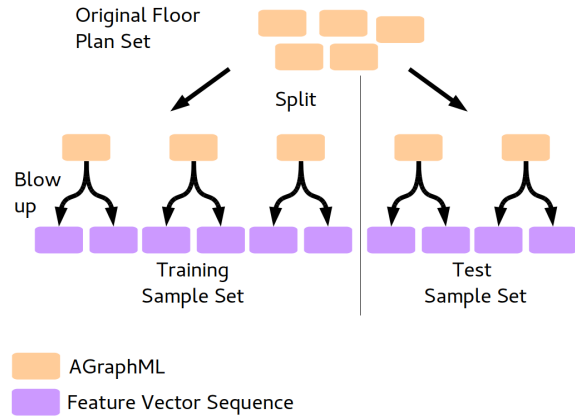 Original Floor
Plan Set
Split
Blow
up
Training
Sample Set
Test
Sample Set
AGraphML
Feature Vector Sequence